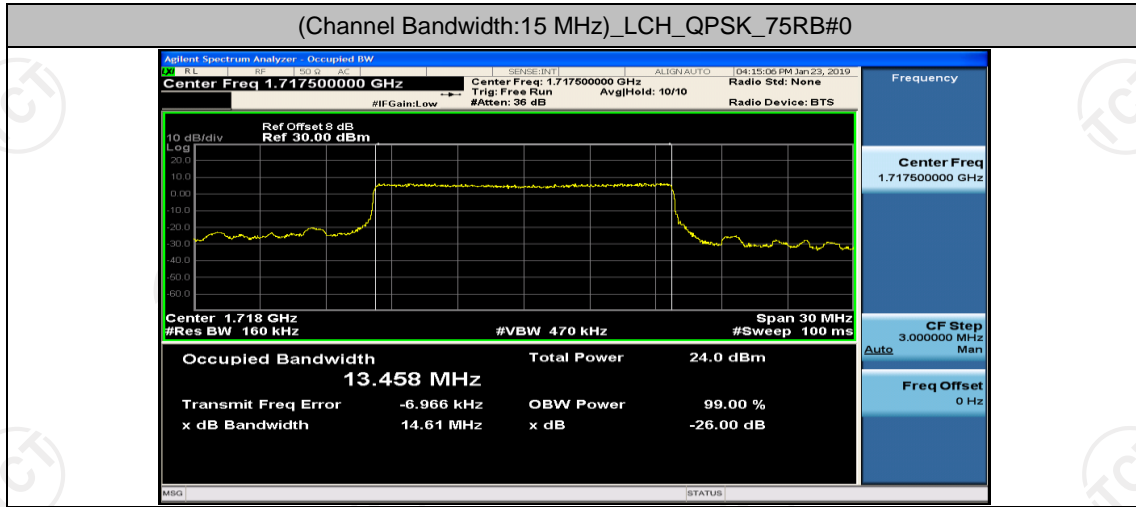 (Channel Bandwidth:15 MHz)_LCH_QPSK_75RB#0
Agilent Spectrum Analyzer - Occupied BW
LXI RL RF 50 Ω AC SENSE:INT ALIGN AUTO 04:15:06 PM Jan 23, 2019
Center Freq 1.717500000 GHz
Center Freq: 1.717500000 GHz
Radio Std: None
Trig: Free Run Avg|Hold: 10/10
#IFGain:Low #Atten: 36 dB Radio Device: BTS
Frequency
Ref Offset 8 dB
10 dB/div Ref 30.00 dBm
Log
20.0
10.0
0.00
-10.0
-20.0
-30.0
-40.0
-50.0
-60.0
Center 1.718 GHz Span 30 MHz
#Res BW 160 kHz #VBW 470 kHz #Sweep 100 ms
Center Freq
1.717500000 GHz
CF Step
3.000000 MHz
Auto Man
Freq Offset
0 Hz
Occupied Bandwidth Total Power 24.0 dBm
13.458 MHz
Transmit Freq Error -6.966 kHz OBW Power 99.00 %
x dB Bandwidth 14.61 MHz x dB -26.00 dB
MSG STATUS
TCT
TCT
TCT
TCT